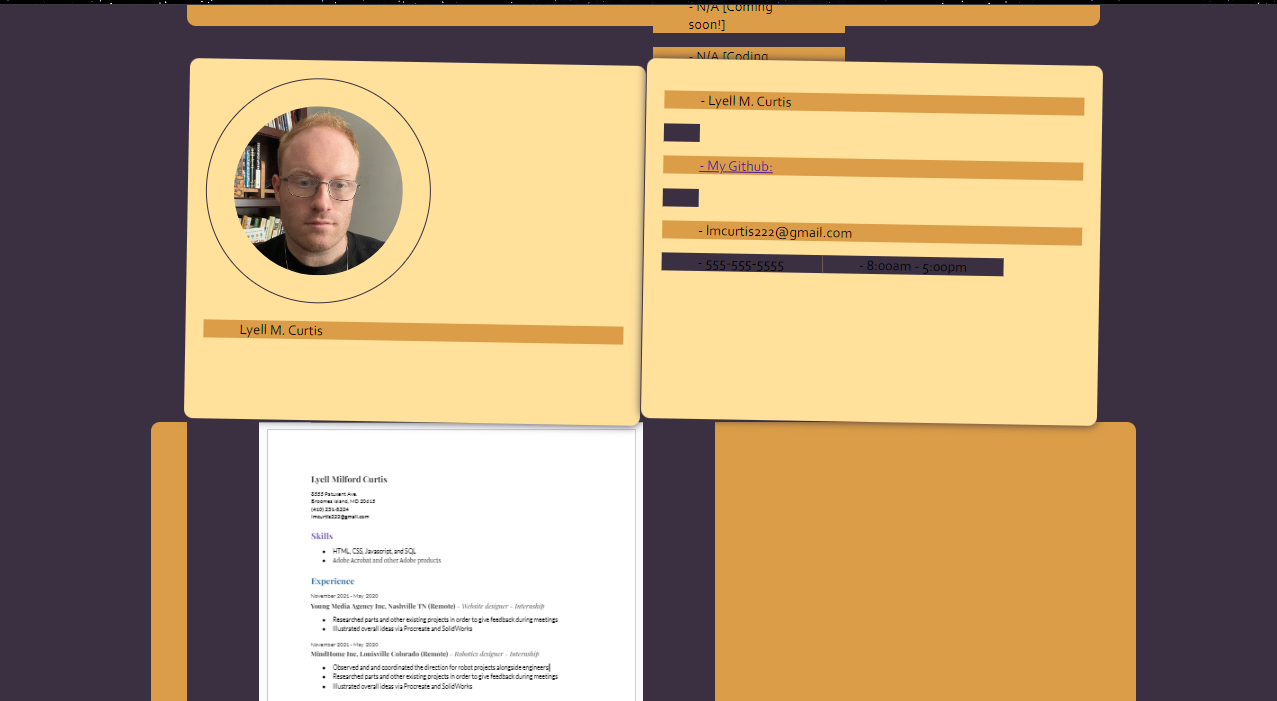 - N/A [Coming
soon!]
- N/A [Coding
- Lyell M. Curtis
- My Github:
- lmcurtis222@gmail.com
- 555-555-5555 - 8:00am - 5:00pm
Lyell M. Curtis
Lyell Milford Curtis
Broomes Island, MD 20615
lmcurtis222@gmail.com
Skills
HTML, CSS, Javascript, and SQL
Adobe Acrobat and other Adobe products
Experience
November 2021 - May 2020
Young Media Agency Inc, Nashville TN (Remote) - Website designer - Internship
Researched parts and other existing projects in order to give feedback during meetings
Illustrated overall ideas via Procreate and SolidWorks
November 2021 - May 2020
MindHome Inc, Louisville Colorado (Remote) - Robotics designer - Internship
Observed and and coordinated the direction for robot projects alongside engineers
Researched parts and other existing projects in order to give feedback during meetings
Illustrated overall ideas via Procreate and SolidWorks